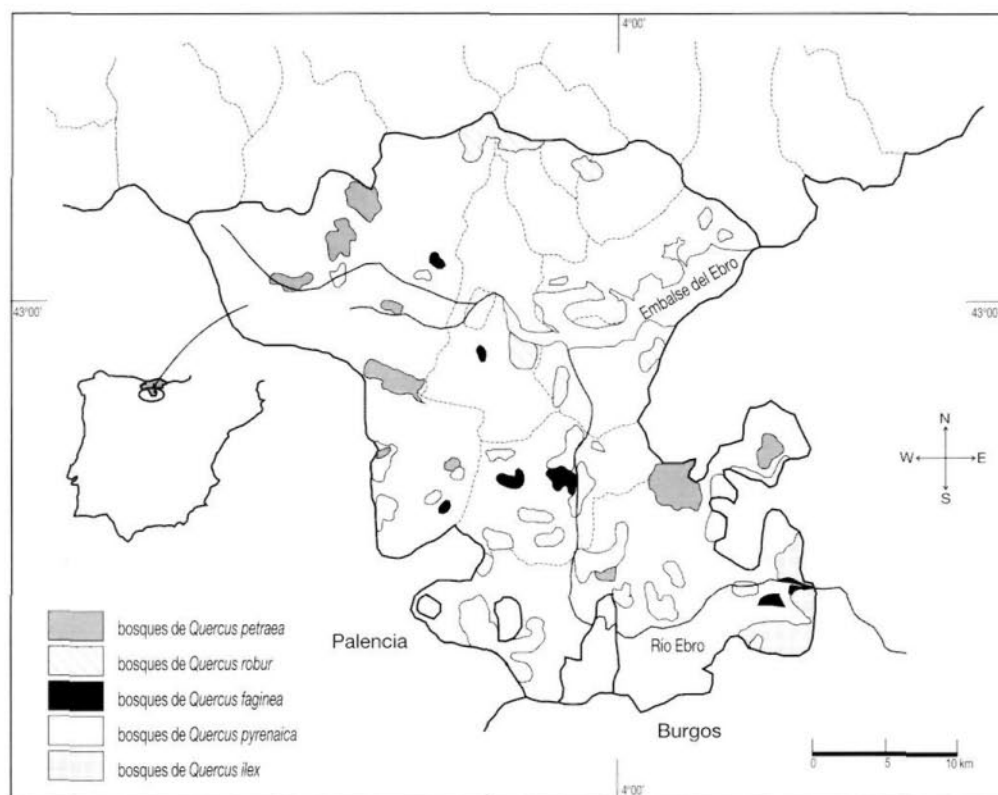 4°00'
43°00'
43°00'
Embalse del Ebro
N
W
E
S
bosques de Quercus petraea
bosques de Quercus robur
bosques de Quercus faginea
bosques de Quercus pyrenaica
bosques de Quercus ilex
Palencia
Río Ebro
Burgos
0 5 10 km
4°00'